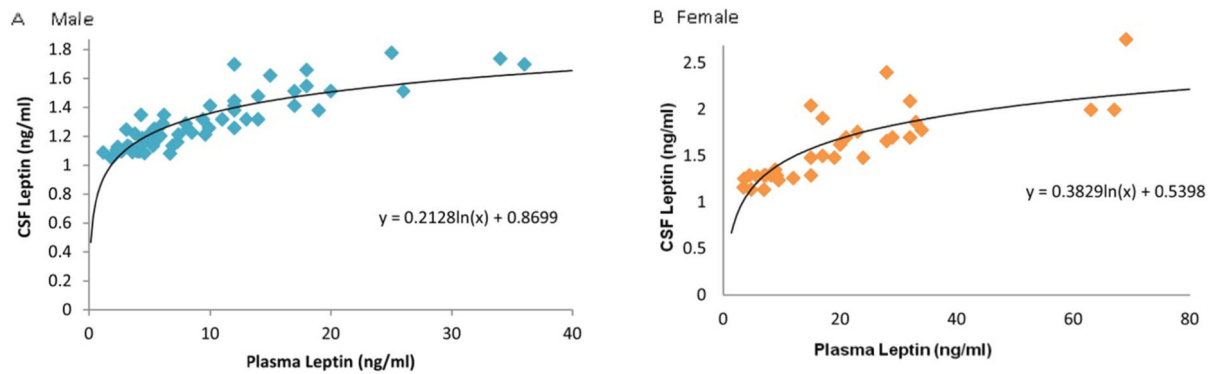 A Male
CSF Leptin (ng/ml)
1.8
1.6
1.4
1.2
1
0.8
0.6
0.4
0.2
0
y = 0.2128ln(x) + 0.8699
0 10 20 30 40
Plasma Leptin (ng/ml)
B Female
CSF Leptin (ng/ml)
2.5
2
1.5
1
0.5
0
y = 0.3829ln(x) + 0.5398
0 20 40 60 80
Plasma Leptin (ng/ml)